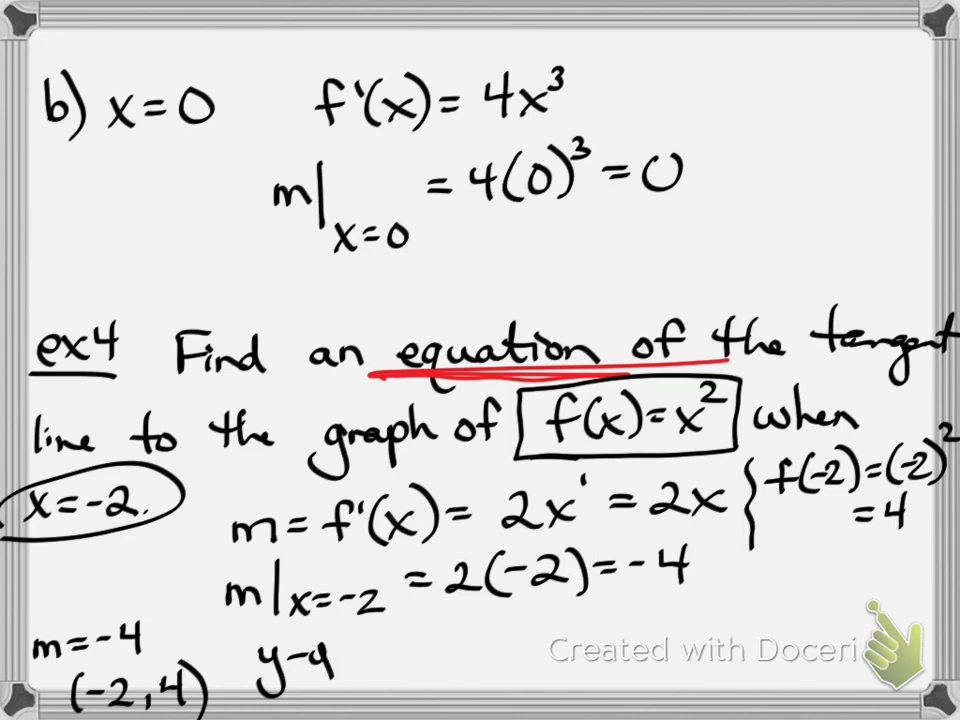 b) x=0 f'(x)= 4x³
m|x=0 = 4(0)³ = 0
ex4 Find an equation of the tangent
line to the graph of f(x)=x² when
x=-2. m = f'(x) = 2x' = 2x } f(-2)=(-2)²
= 4
m|x=-2 = 2(-2) = -4
m=-4
(-2,4) y-4
Created with Doceri